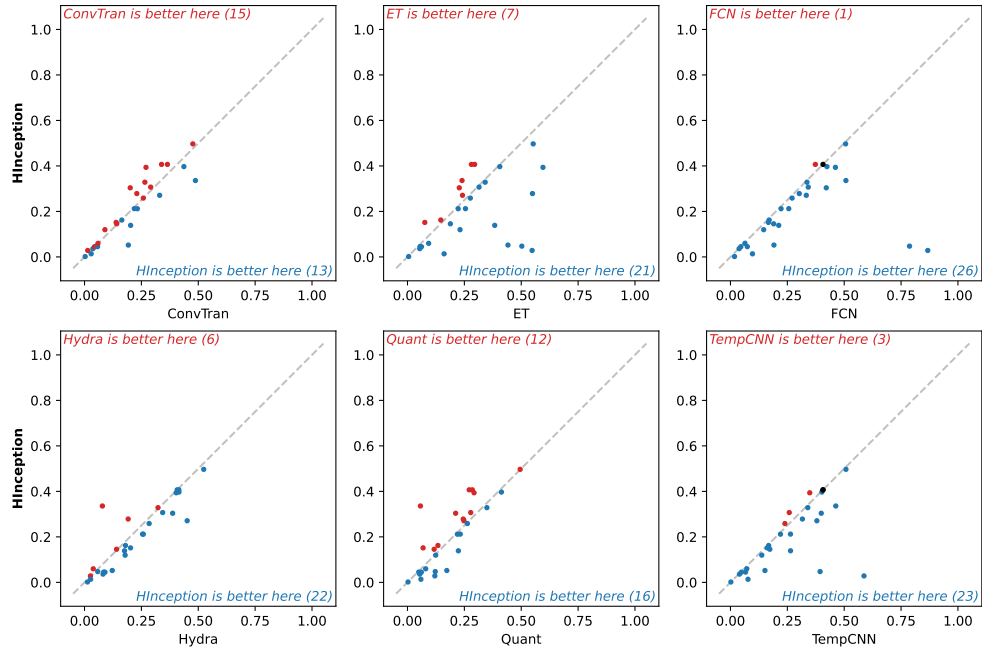 ConvTran is better here (15)
ET is better here (7)
FCN is better here (1)
1.0
0.8
0.6
0.4
0.2
0.0
HInception
1.0
0.8
0.6
0.4
0.2
0.0
1.0
0.8
0.6
0.4
0.2
0.0
HInception is better here (13)
HInception is better here (21)
HInception is better here (26)
0.00 0.25 0.50 0.75 1.00
0.00 0.25 0.50 0.75 1.00
0.00 0.25 0.50 0.75 1.00
ConvTran
ET
FCN
Hydra is better here (6)
Quant is better here (12)
TempCNN is better here (3)
1.0
0.8
0.6
0.4
0.2
0.0
HInception
1.0
0.8
0.6
0.4
0.2
0.0
1.0
0.8
0.6
0.4
0.2
0.0
HInception is better here (22)
HInception is better here (16)
HInception is better here (23)
0.00 0.25 0.50 0.75 1.00
0.00 0.25 0.50 0.75 1.00
0.00 0.25 0.50 0.75 1.00
Hydra
Quant
TempCNN